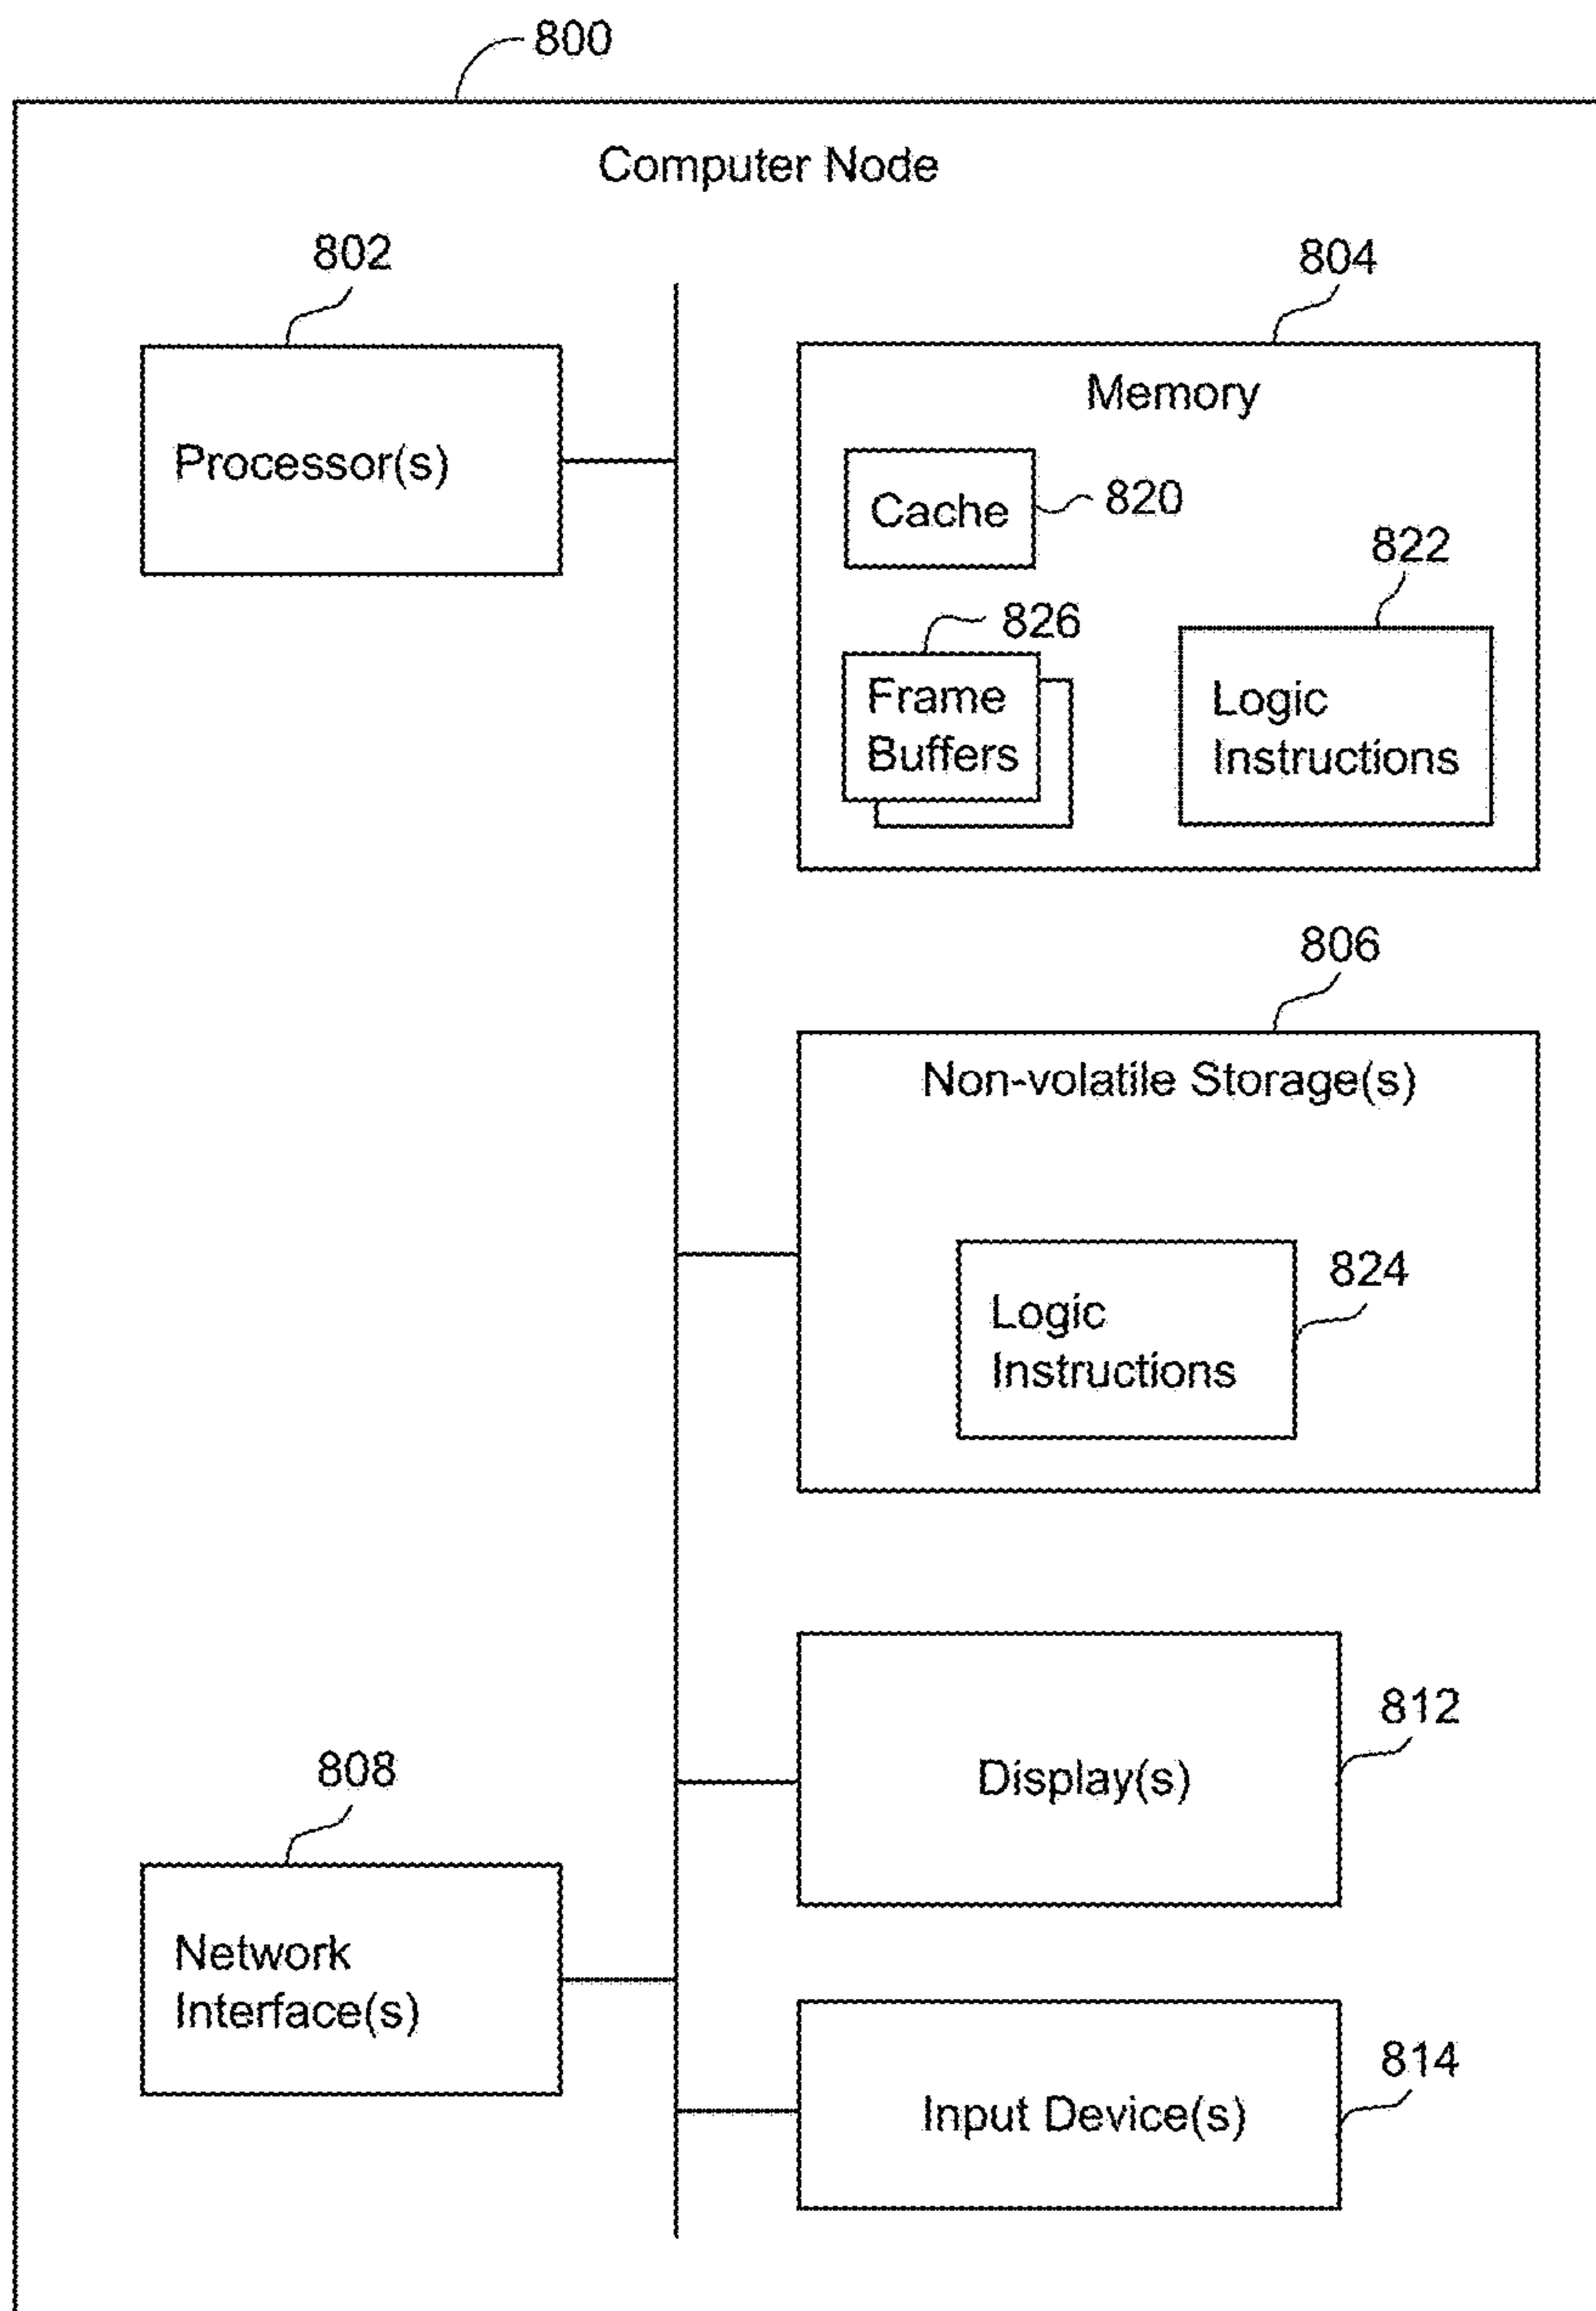 800
Computer Node
802
804
Processor(s)
Memory
Cache
820
822
826
Frame
Buffers
Logic
Instructions
806
Non-volatile Storage(s)
824
Logic
Instructions
812
Display(s)
808
Network
Interface(s)
814
Input Device(s)